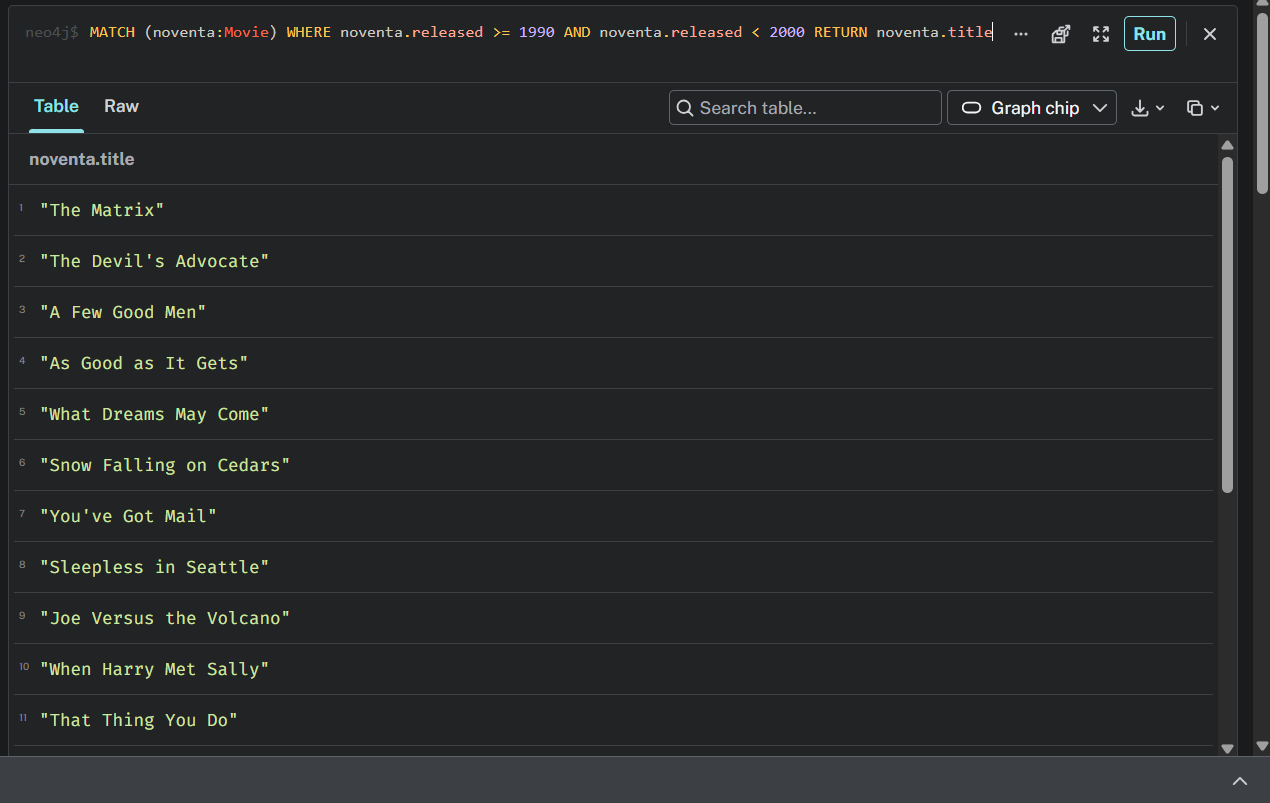 neo4j$ MATCH (noventa:Movie) WHERE noventa.released >= 1990 AND noventa.released < 2000 RETURN noventa.title
Run
Table Raw
Search table...
Graph chip
noventa.title
1 "The Matrix"
2 "The Devil's Advocate"
3 "A Few Good Men"
4 "As Good as It Gets"
5 "What Dreams May Come"
6 "Snow Falling on Cedars"
7 "You've Got Mail"
8 "Sleepless in Seattle"
9 "Joe Versus the Volcano"
10 "When Harry Met Sally"
11 "That Thing You Do"